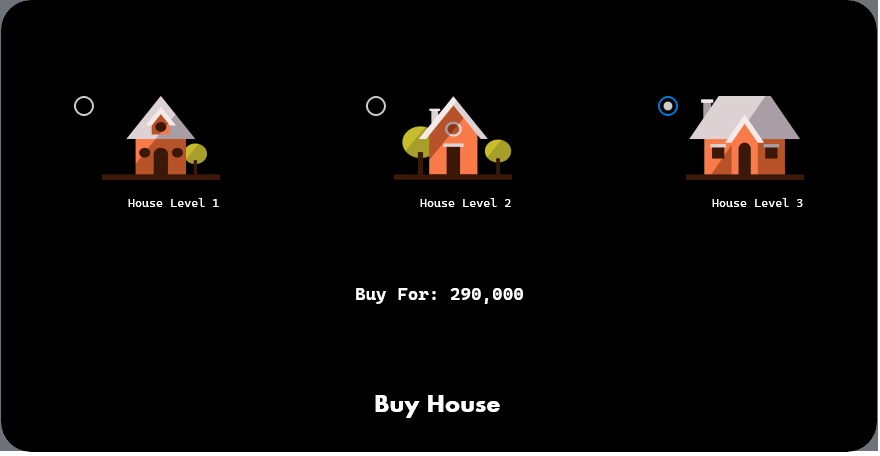 House Level 1
House Level 2
House Level 3
Buy For: 290,000
Buy House